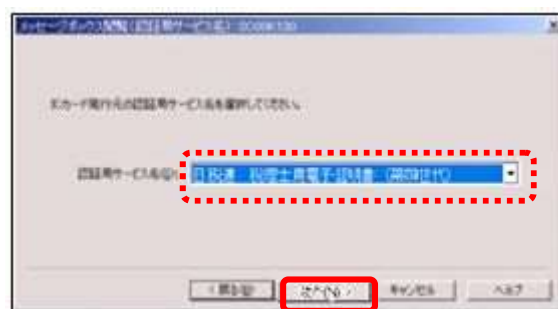 メッセージボックス閲覧(認証用サービス名)
ICカード発行元の認証用サービス名を選択してください。
認証用サービス名(S): 日税連 税理士用電子証明書 (第四世代)
< 戻る(B) 次へ(N) > キャンセル ヘルプ